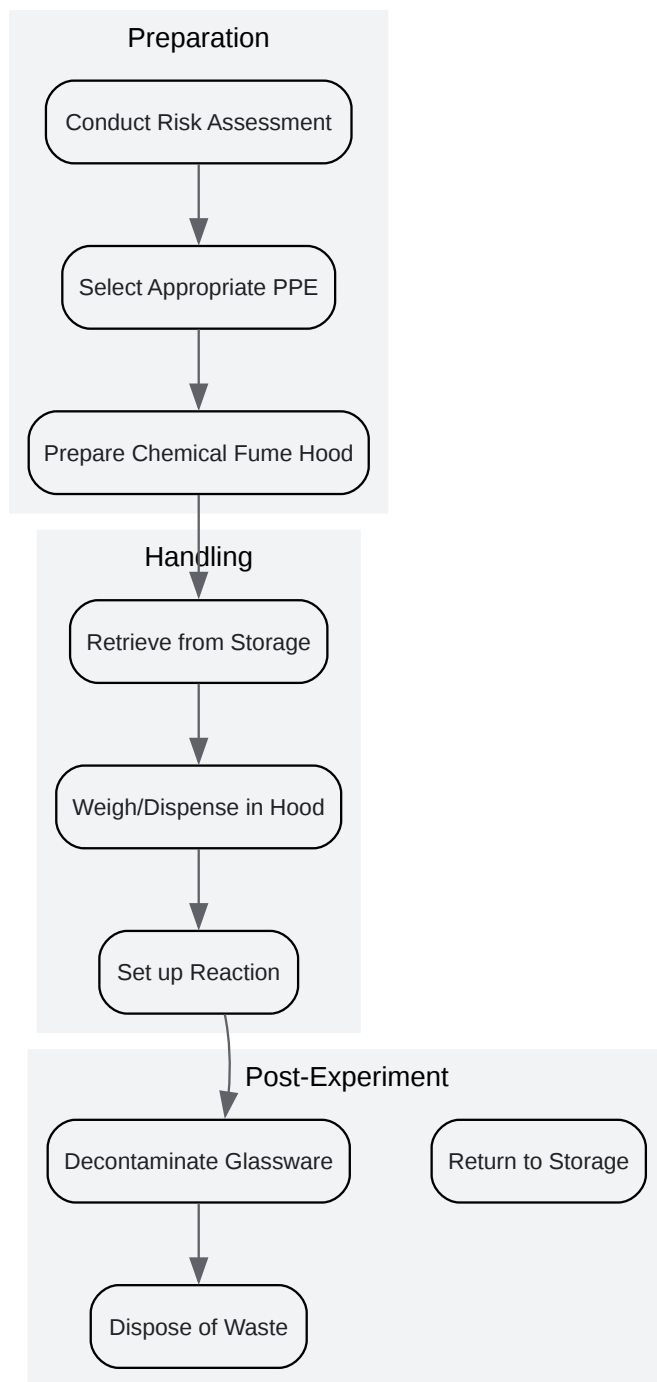 Preparation
Conduct Risk Assessment
Select Appropriate PPE
Prepare Chemical Fume Hood
Handling
Retrieve from Storage
Weigh/Dispense in Hood
Set up Reaction
Post-Experiment
Decontaminate Glassware
Return to Storage
Dispose of Waste